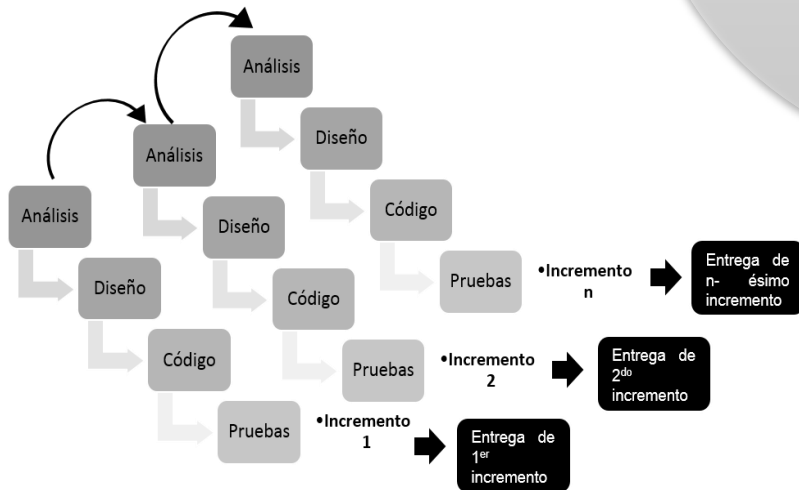 Análisis
Diseño
Código
Pruebas
•Incremento
n
Entrega de
n- ésimo
incremento
Análisis
Diseño
Código
Pruebas
•Incremento
2
Entrega de
2do
incremento
Análisis
Diseño
Código
Pruebas
•Incremento
1
Entrega de
1er
incremento